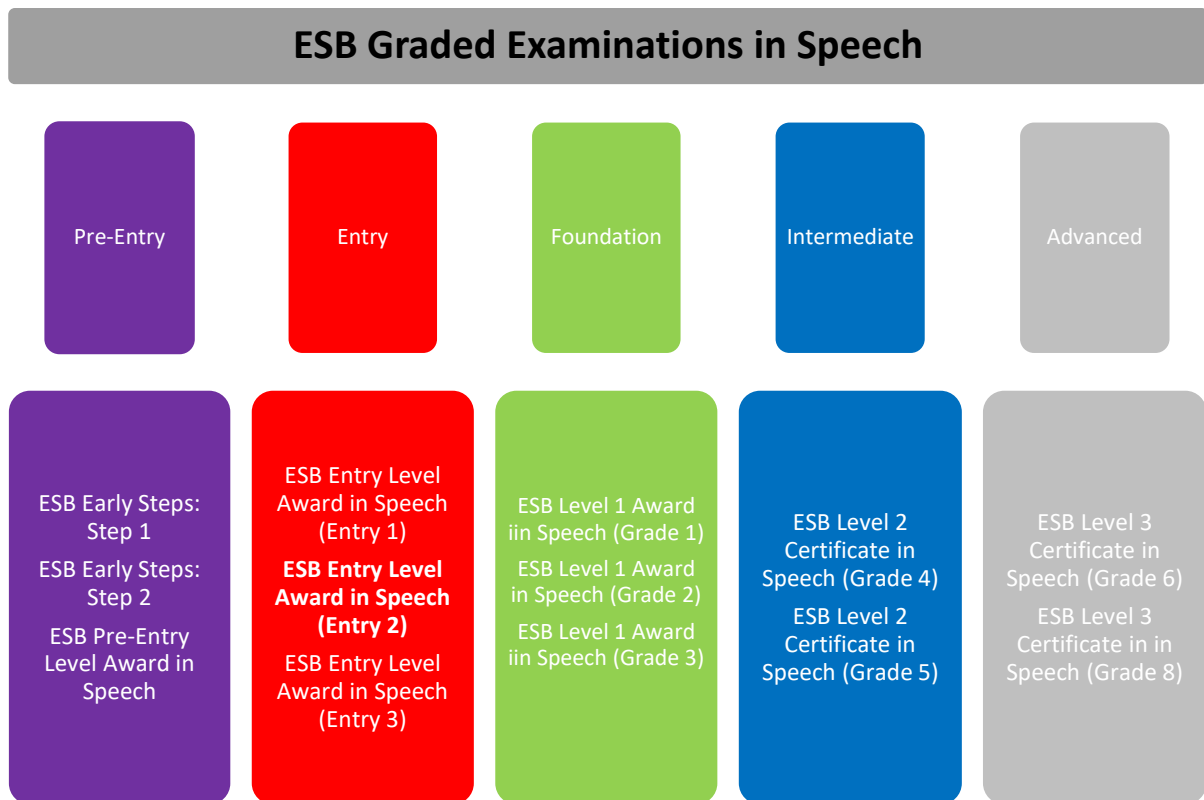 ESB Graded Examinations in Speech
Pre-Entry
Entry
Foundation
Intermediate
Advanced
ESB Early Steps:
Step 1
ESB Early Steps:
Step 2
ESB Pre-Entry
Level Award in
Speech
ESB Entry Level
Award in Speech
(Entry 1)
ESB Entry Level
Award in Speech
(Entry 2)
ESB Entry Level
Award in Speech
(Entry 3)
ESB Level 1 Award
iin Speech (Grade 1)
ESB Level 1 Award
in Speech (Grade 2)
ESB Level 1 Award
iin Speech (Grade 3)
ESB Level 2
Certificate in
Speech (Grade 4)
ESB Level 2
Certificate in
Speech (Grade 5)
ESB Level 3
Certificate in
Speech (Grade 6)
ESB Level 3
Certificate in in
Speech (Grade 8)